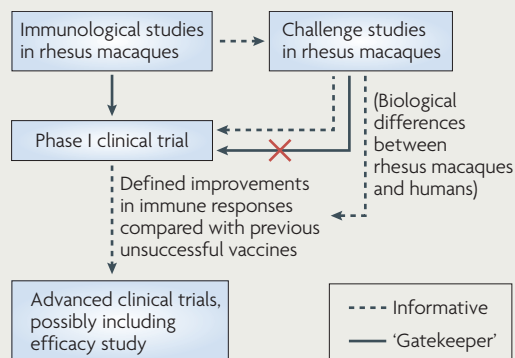 Immunological studies
in rhesus macaques
Challenge studies
in rhesus macaques
Phase I clinical trial
(Biological
differences
between
rhesus macaques
and humans)
Defined improvements
in immune responses
compared with previous
unsuccessful vaccines
Advanced clinical trials,
possibly including
efficacy study
Informative
‘Gatekeeper’